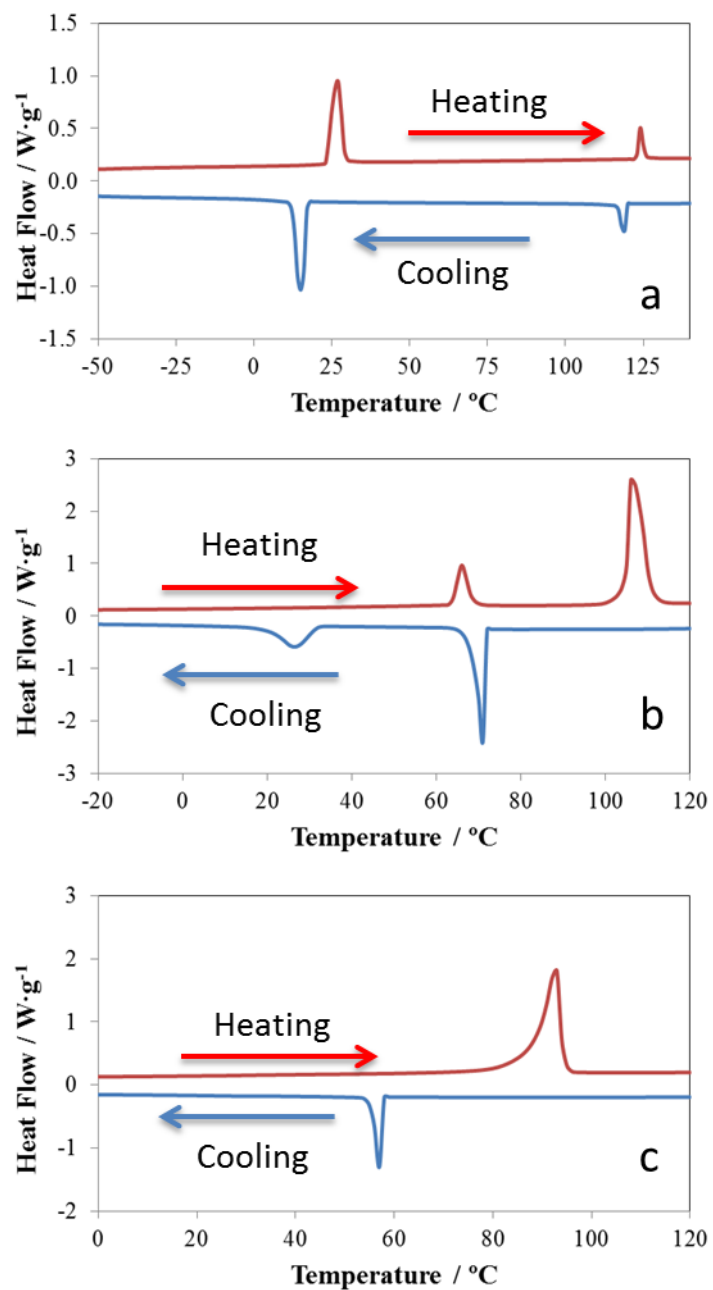 1.5
1.0
0.5
0.0
-0.5
-1.0
-1.5
Heat Flow / W·g-1
Heating
Cooling
a
-50 -25 0 25 50 75 100 125
Temperature / ºC
3
2
1
0
-1
-2
-3
Heat Flow / W·g-1
Heating
Cooling
b
-20 0 20 40 60 80 100 120
Temperature / ºC
3
2
1
0
-1
-2
Heat Flow / W·g-1
Heating
Cooling
c
0 20 40 60 80 100 120
Temperature / ºC